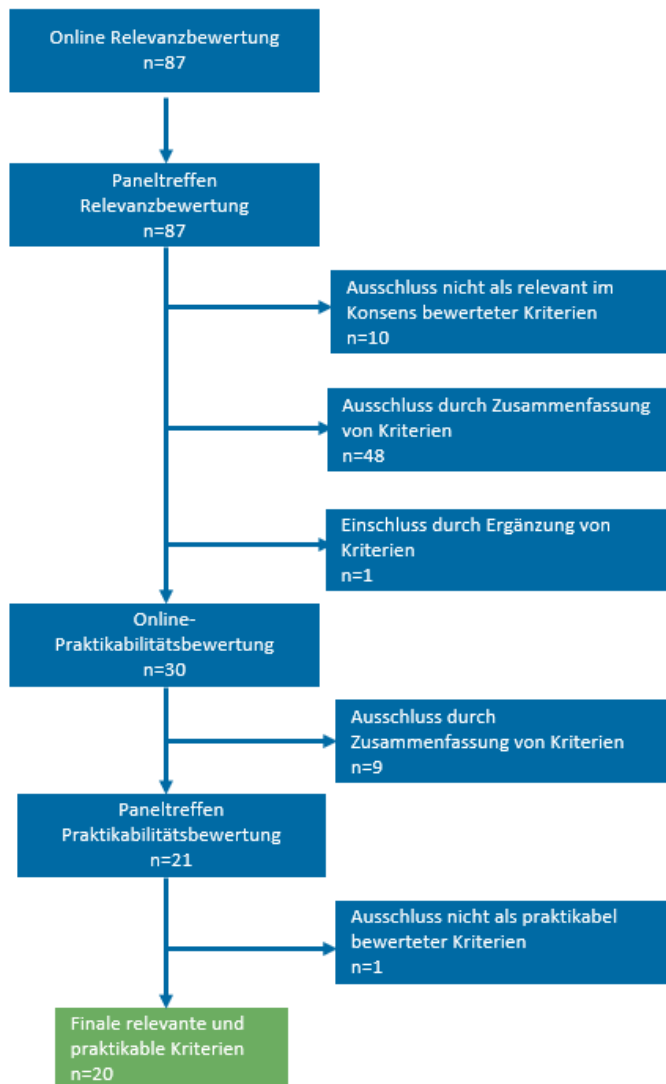 Online Relevanzbewertung
n=87
Paneltreffen
Relevanzbewertung
n=87
Ausschluss nicht als relevant im
Konsens bewerteter Kriterien
n=10
Ausschluss durch Zusammenfassung
von Kriterien
n=48
Einschluss durch Ergänzung von
Kriterien
n=1
Online-
Praktikabilitätsbewertung
n=30
Ausschluss durch
Zusammenfassung von Kriterien
n=9
Paneltreffen
Praktikabilitätsbewertung
n=21
Ausschluss nicht als praktikabel
bewerteter Kriterien
n=1
Finale relevante und
praktikable Kriterien
n=20